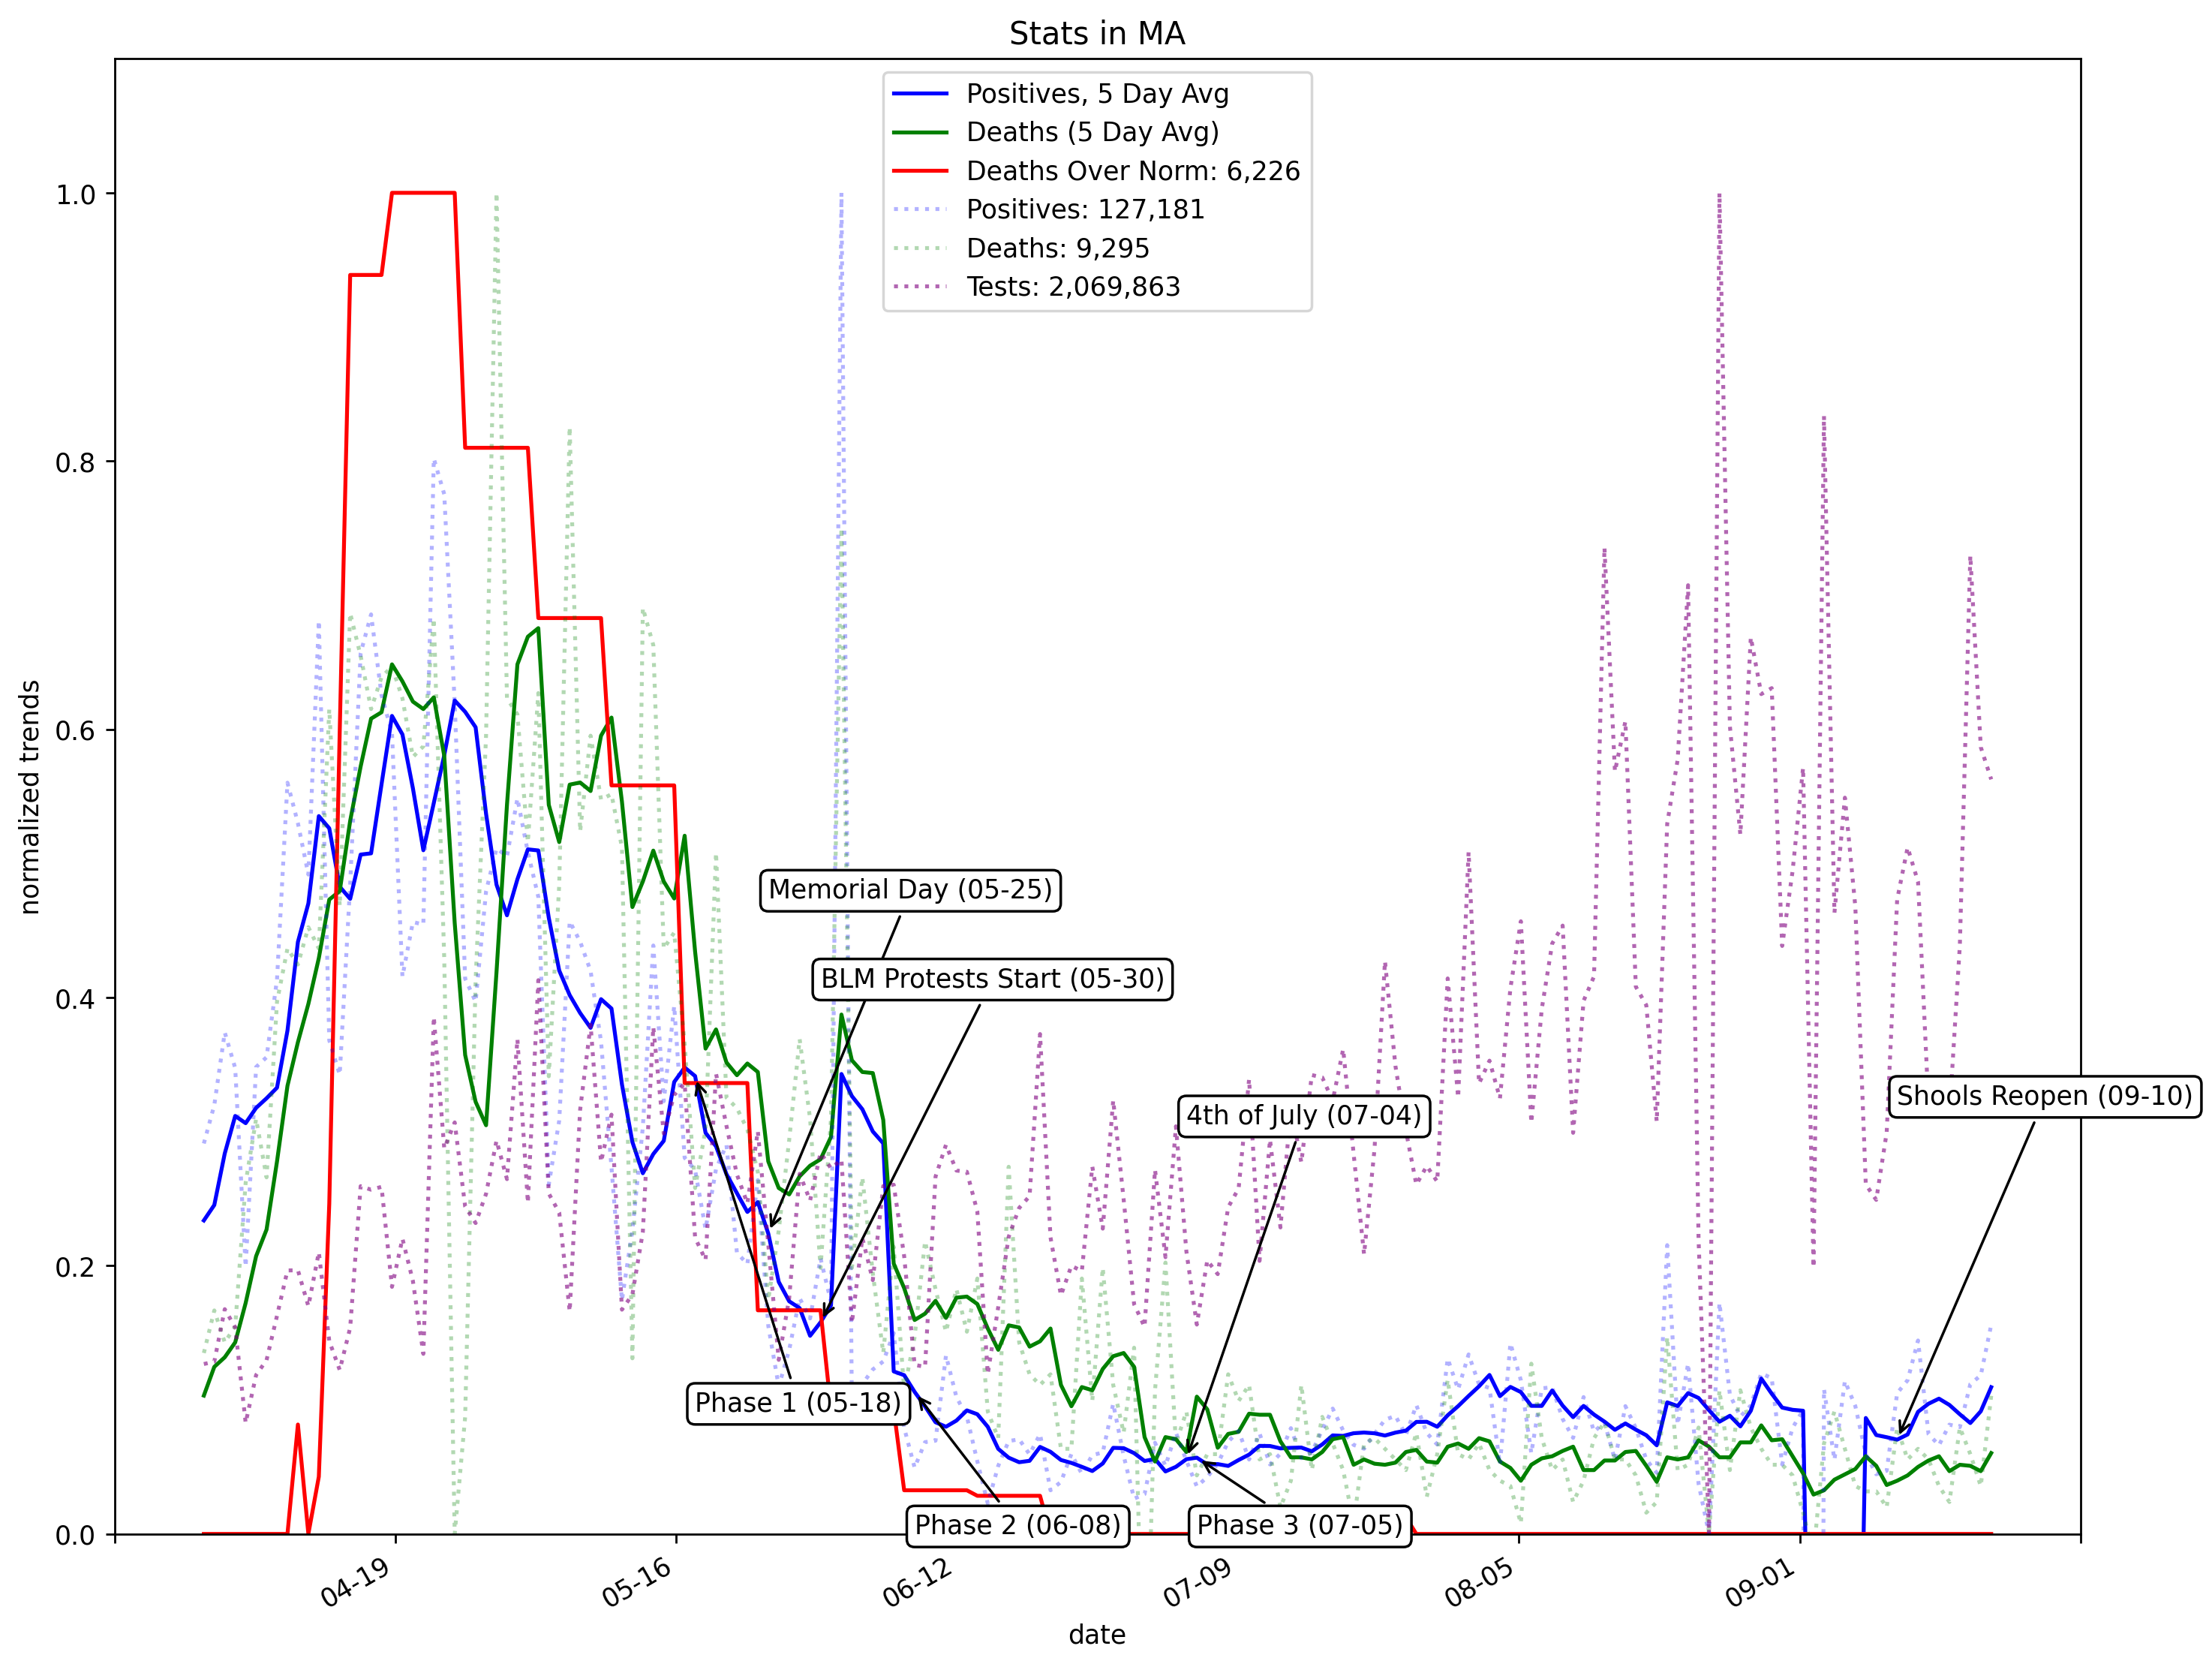 Stats in MA
Positives, 5 Day Avg
Deaths (5 Day Avg)
Deaths Over Norm: 6,226
Positives: 127,181
Deaths: 9,295
Tests: 2,069,863
normalized trends
1.0
0.8
0.6
0.4
0.2
0.0
Memorial Day (05-25)
BLM Protests Start (05-30)
4th of July (07-04)
Shools Reopen (09-10)
Phase 1 (05-18)
Phase 2 (06-08)
Phase 3 (07-05)
04-19
05-16
06-12
07-09
08-05
09-01
date